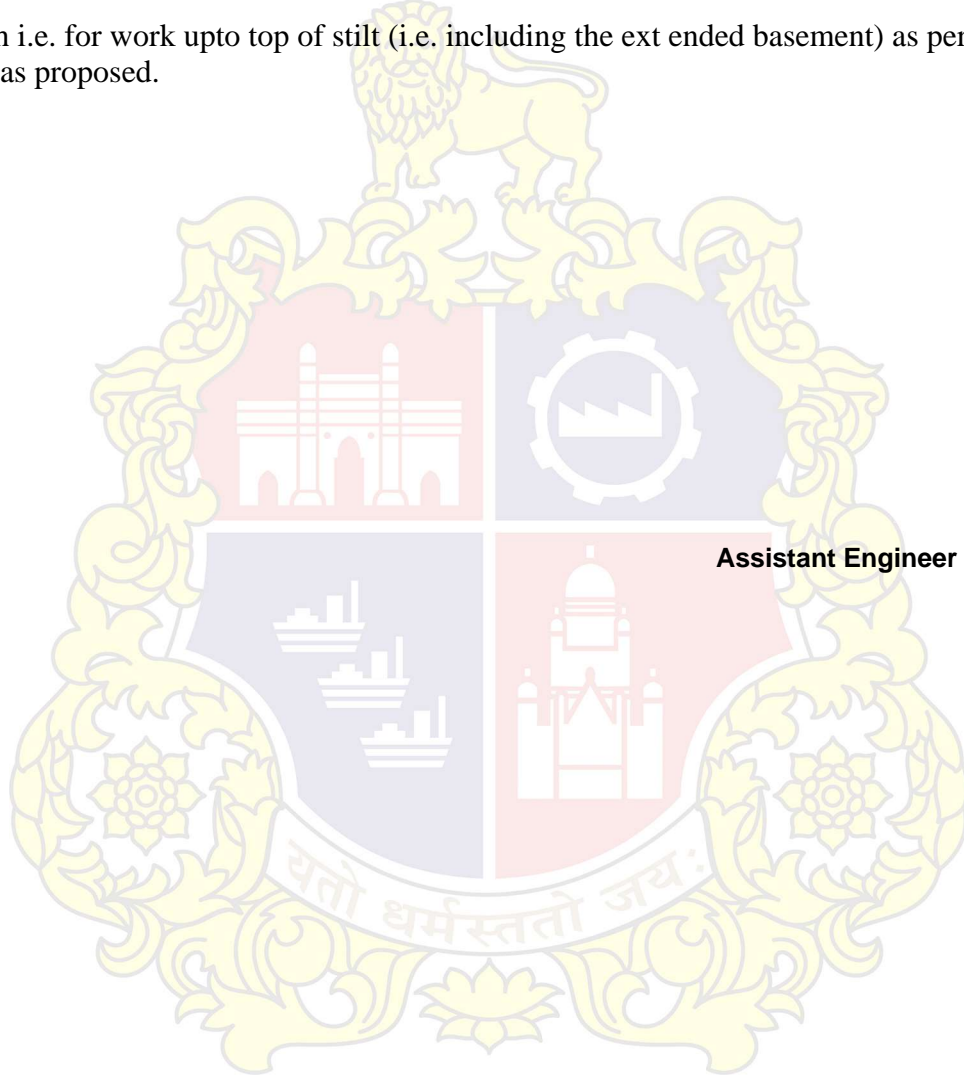 n i.e. for work upto top of stilt (i.e. including the ext ended basement) as per
as proposed.
Assistant Engineer
यतो धर्मस्ततो जय: